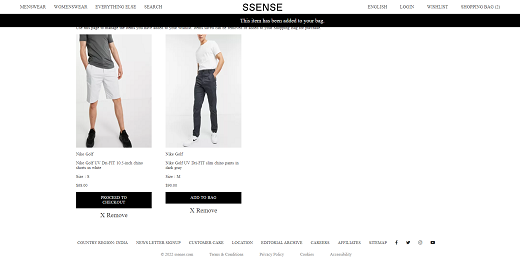 MENSWEAR WOMENSWEAR EVERYTHING ELSE SEARCH SSENSE ENGLISH LOGIN WISHLIST SHOPPING BAG (2)
This item has been added to your bag.
Nike Golf
Nike Golf UV Dri-FIT 10.5 inch chino shorts in white
Size : S
$88.00
PROCEED TO CHECKOUT
X Remove
Nike Golf
Nike Golf UV Dri-FIT slim chino pants in dark gray
Size : M
$90.00
ADD TO BAG
X Remove
COUNTRY REGION: INDIA NEWS LETTER SIGNUP CUSTOMER CARE LOCATION EDITORIAL ARCHIVE CAREERS AFFILIATES SITEMAP
© 2022 ssense.com Terms & Conditions Privacy Policy Cookies Accessibility